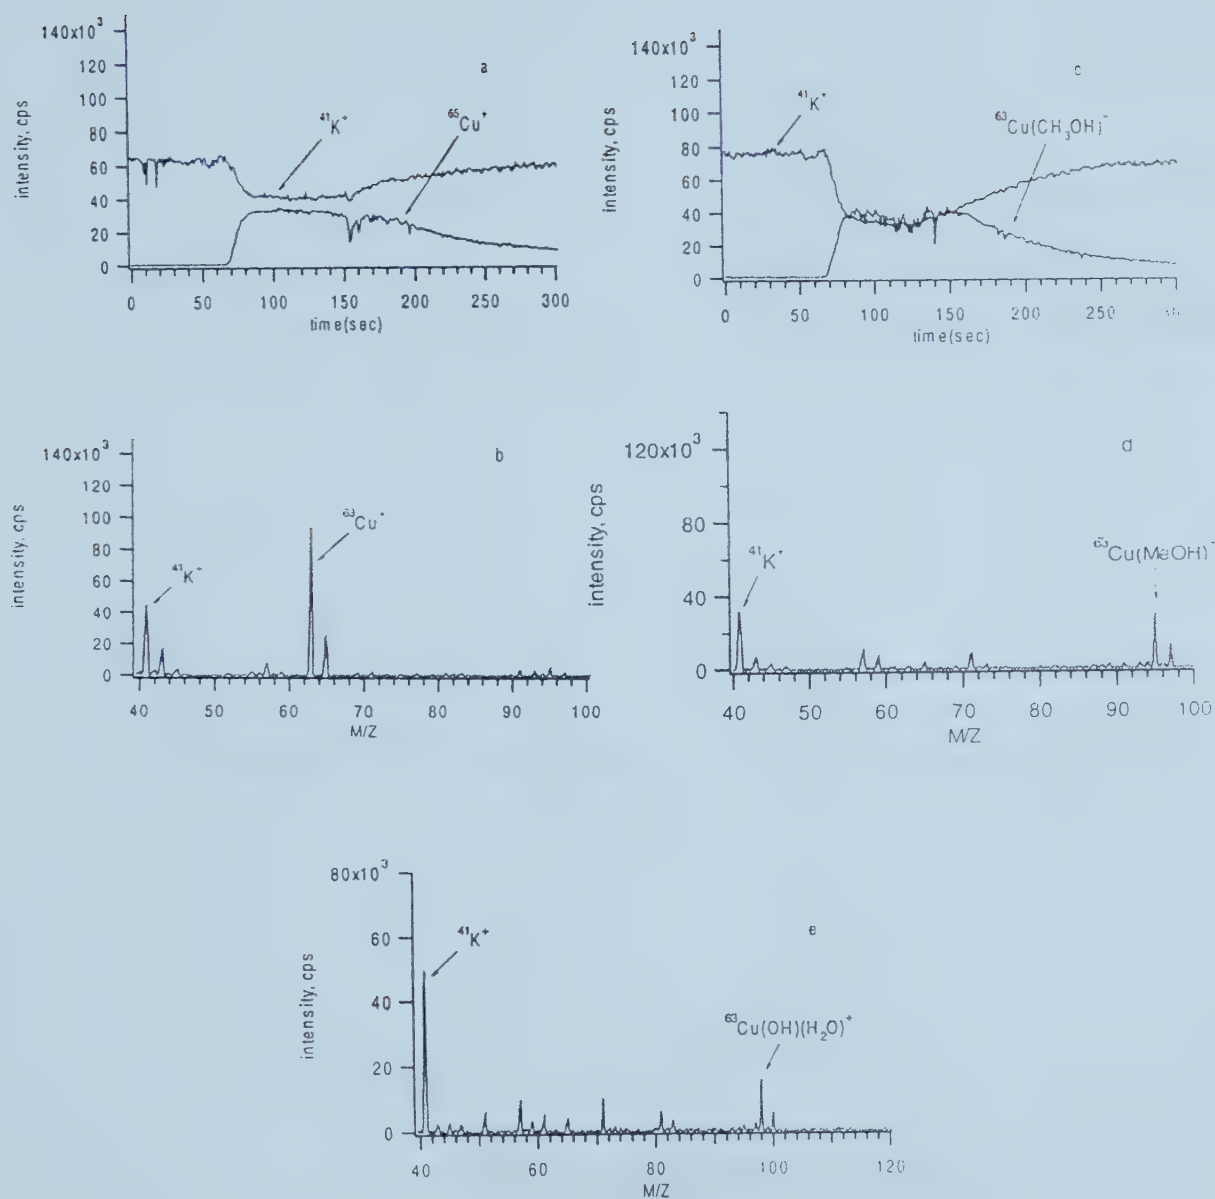 140x10³
a
120
100
⁴¹K⁺
⁶⁵Cu⁺
80
60
40
20
0
intensity, cps
0 50 100 150 200 250 300
time(sec)
140x10³
c
120
⁴¹K⁺
⁶³Cu(CH₃OH)⁺
100
80
60
40
20
0
intensity, cps
0 50 100 150 200 250
time(sec)
140x10³
b
120
100
⁶³Cu⁺
80
⁴¹K⁺
60
40
20
0
intensity, cps
40 50 60 70 80 90 100
M/Z
120x10³
d
80
⁴¹K⁺
⁶³Cu(MeOH)⁺
40
0
intensity, cps
40 50 60 70 80 90 100
M/Z
80x10³
e
⁴¹K⁺
60
40
⁶³Cu(OH)(H₂O)⁺
20
0
intensity, cps
40 60 80 100 120
M/Z